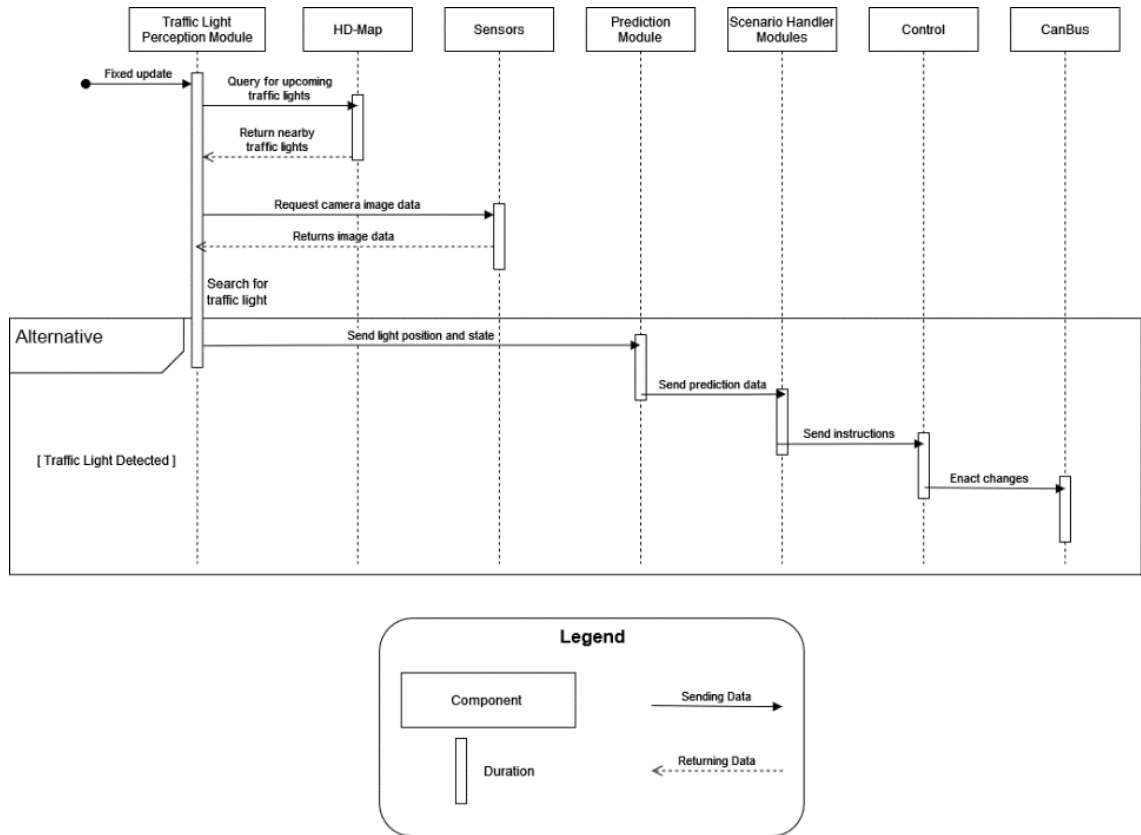 Traffic Light
Perception Module
HD-Map
Sensors
Prediction
Module
Scenario Handler
Modules
Control
CanBus
Fixed update
Query for upcoming
traffic lights
Return nearby
traffic lights
Request camera image data
Returns image data
Search for
traffic light
Alternative
Send light position and state
Send prediction data
Send instructions
[ Traffic Light Detected ]
Enact changes
Legend
Component
Sending Data
Duration
Returning Data